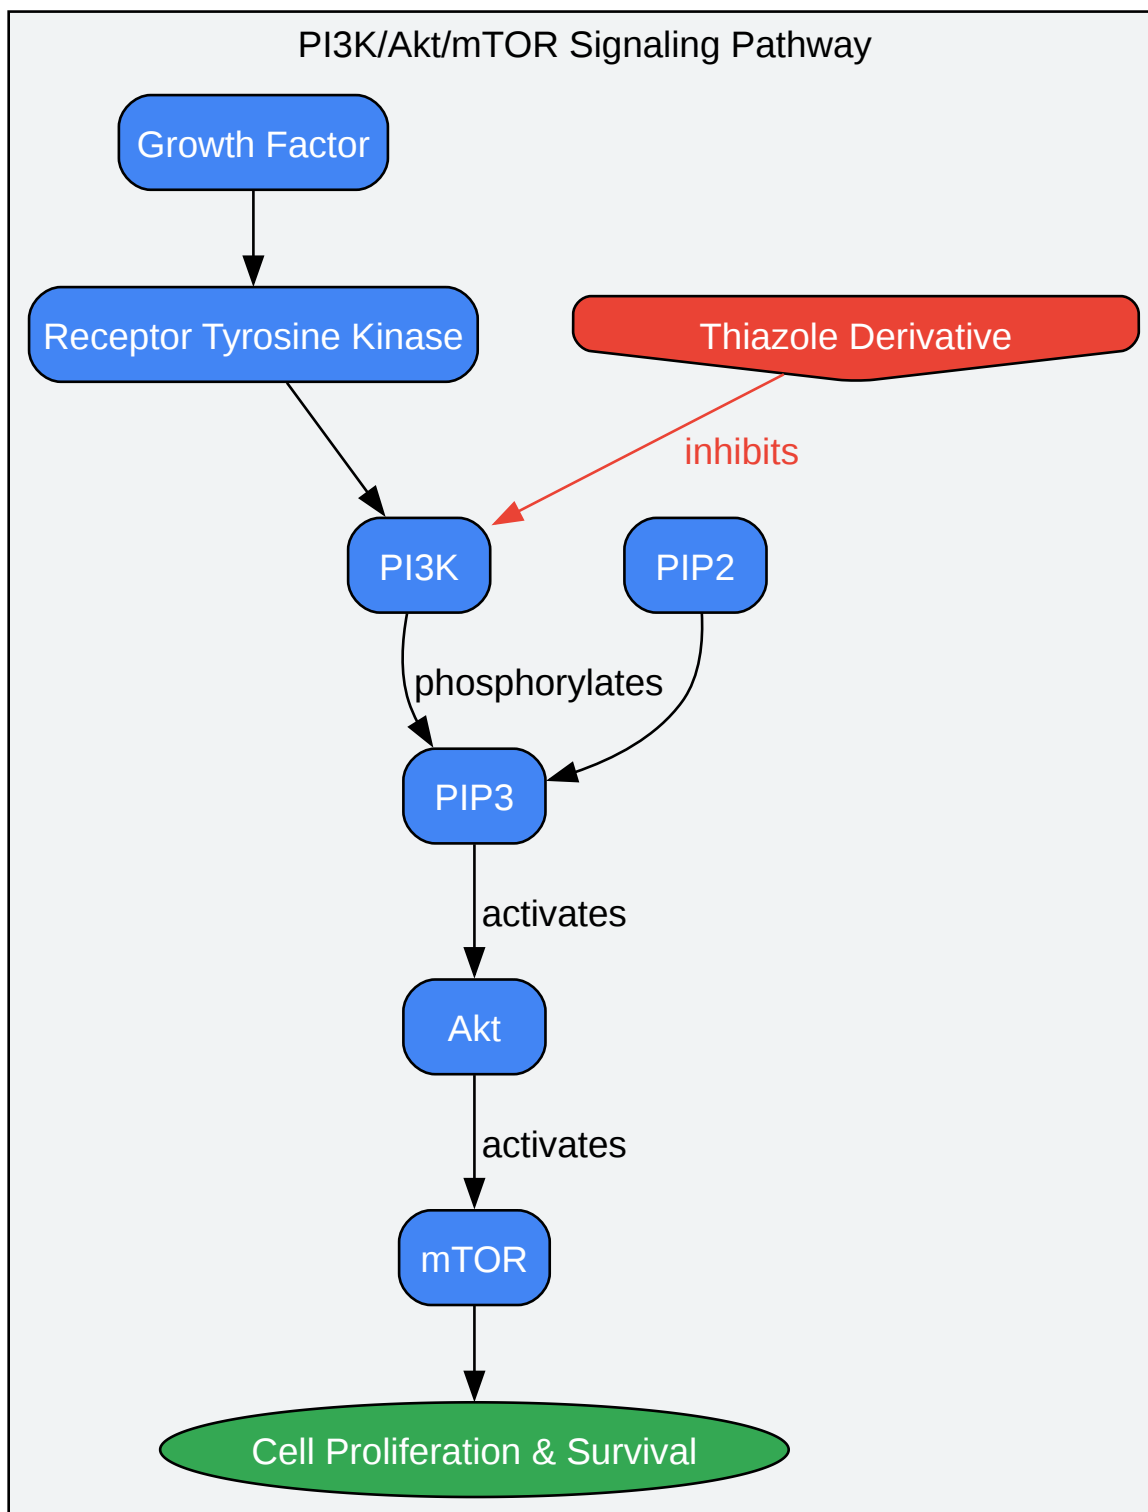 PI3K/Akt/mTOR Signaling Pathway
Growth Factor
Receptor Tyrosine Kinase
Thiazole Derivative
inhibits
PI3K
PIP2
phosphorylates
PIP3
activates
Akt
activates
mTOR
Cell Proliferation & Survival